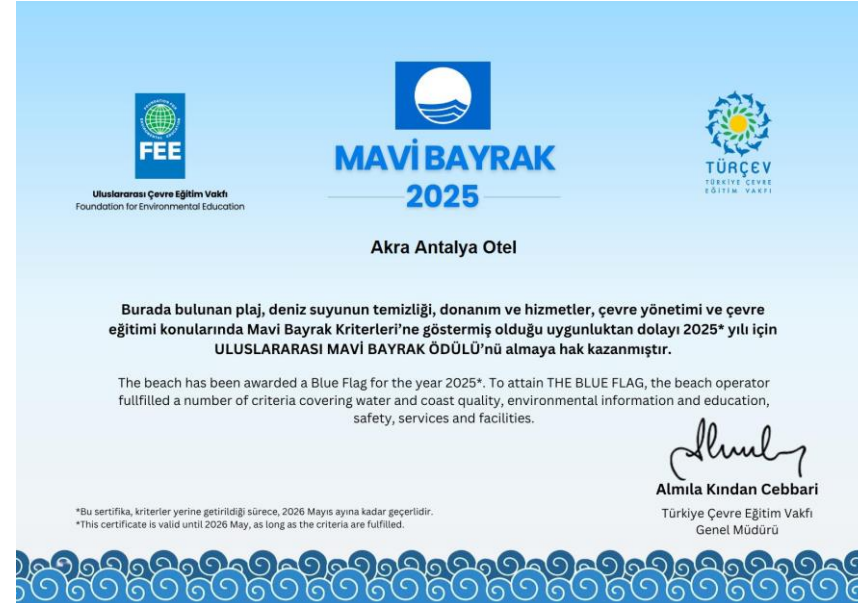 FOUNDATION FOR ENVIRONMENTAL EDUCATION
FEE
Uluslararası Çevre Eğitim Vakfı
Foundation for Environmental Education
MAVİ BAYRAK
2025
TÜRÇEV
TÜRKİYE ÇEVRE
EĞİTİM VAKFI
Akra Antalya Otel
Burada bulunan plaj, deniz suyunun temizliği, donanım ve hizmetler, çevre yönetimi ve çevre
eğitimi konularında Mavi Bayrak Kriterleri’ne göstermiş olduğu uygunluktan dolayı 2025* yılı için
ULUSLARARASI MAVİ BAYRAK ÖDÜLÜ’nü almaya hak kazanmıştır.
The beach has been awarded a Blue Flag for the year 2025*. To attain THE BLUE FLAG, the beach operator
fullfilled a number of criteria covering water and coast quality, environmental information and education,
safety, services and facilities.
Almıla Kından Cebbari
Türkiye Çevre Eğitim Vakfı
Genel Müdürü
*Bu sertifika, kriterler yerine getirildiği sürece, 2026 Mayıs ayına kadar geçerlidir.
*This certificate is valid until 2026 May, as long as the criteria are fulfilled.